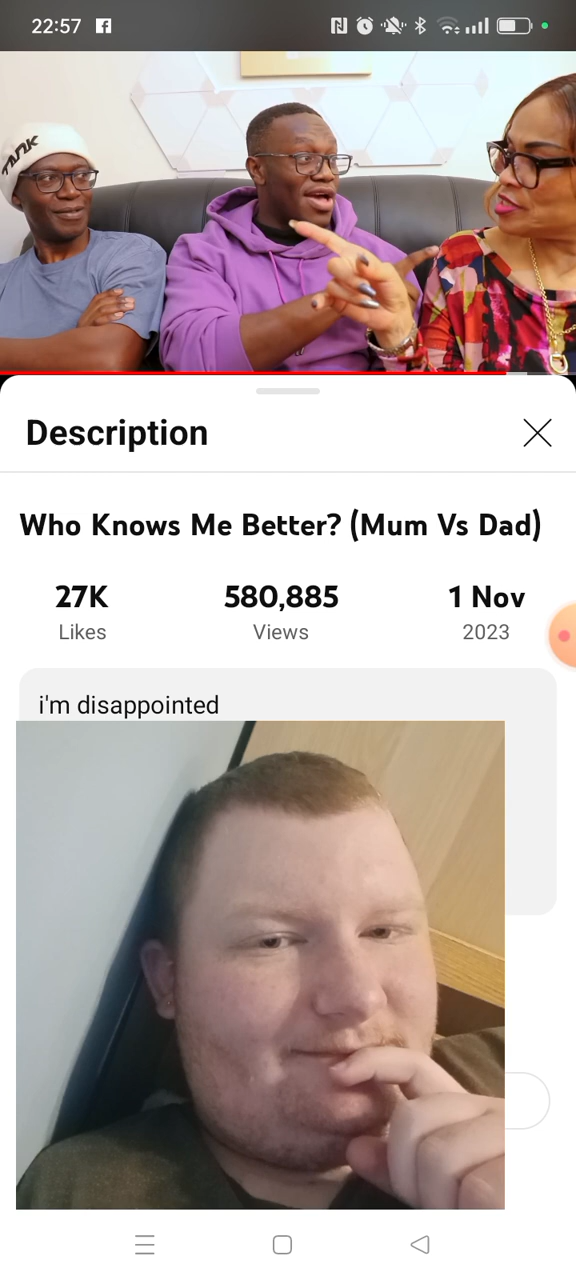 22:57
TANK
Description
Who Knows Me Better? (Mum Vs Dad)
27K 580,885 1 Nov
Likes Views 2023
i'm disappointed